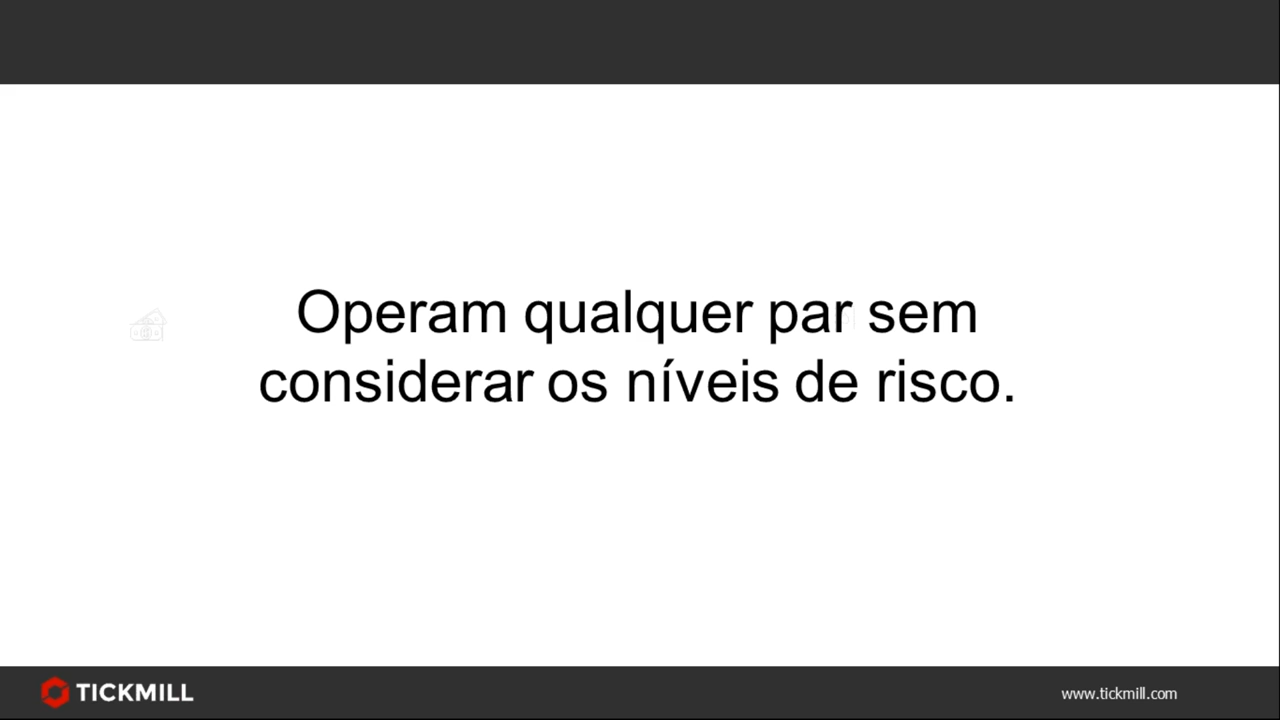 Operam qualquer par sem
considerar os níveis de risco.
TICKMILL
www.tickmill.com